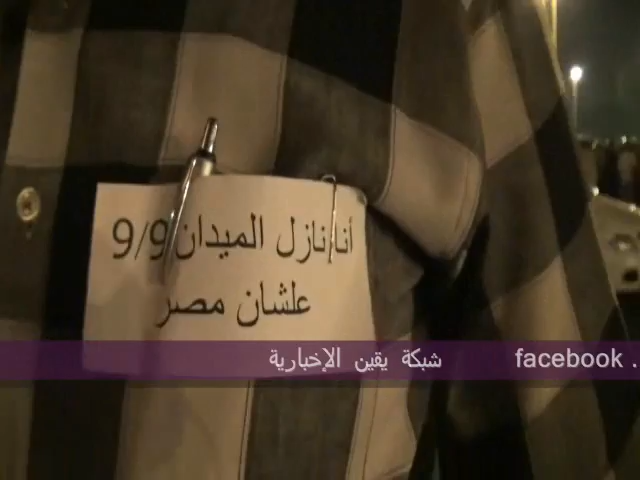 أنا نازل الميدان 9/9
علشان مصر
شبكة يقين الإخبارية facebook .